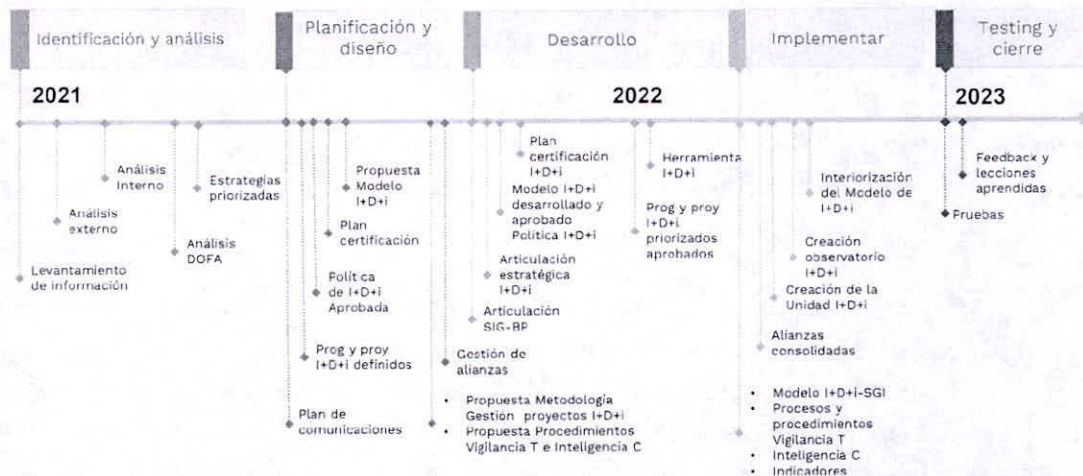 Identificación y análisis
Planificación y
diseño
Desarrollo
Implementar
Testing y
cierre
2021
2022
2023
Levantamiento
de información
Análisis
externo
Análisis
Interno
Análisis
DOFA
Estrategias
priorizadas
Plan de
comunicaciones
Prog y proy
I+D+i definidos
Política
de I+D+i
Aprobada
Plan
certificación
Propuesta
Modelo
I+D+i
• Propuesta Metodología
Gestión proyectos I+D+i
• Propuesta Procedimientos
Vigilancia T e Inteligencia C
Gestión de
alianzas
Articulación
SIG-BP
Articulación
estratégica
I+D+i
Modelo I+D+i
desarrollado y
aprobado
Política I+D+i
Plan
certificación
I+D+i
Prog y proy
I+D+i
priorizados
aprobados
Herramienta
I+D+i
• Modelo I+D+i-SGI
• Procesos y
procedimientos
Vigilancia T
• Inteligencia C
• Indicadores
Alianzas
consolidadas
Creación de la
Unidad I+D+i
Creación
observatorio
I+D+i
Interiorización
del Modelo de
I+D+i
Pruebas
Feedback y
lecciones
aprendidas